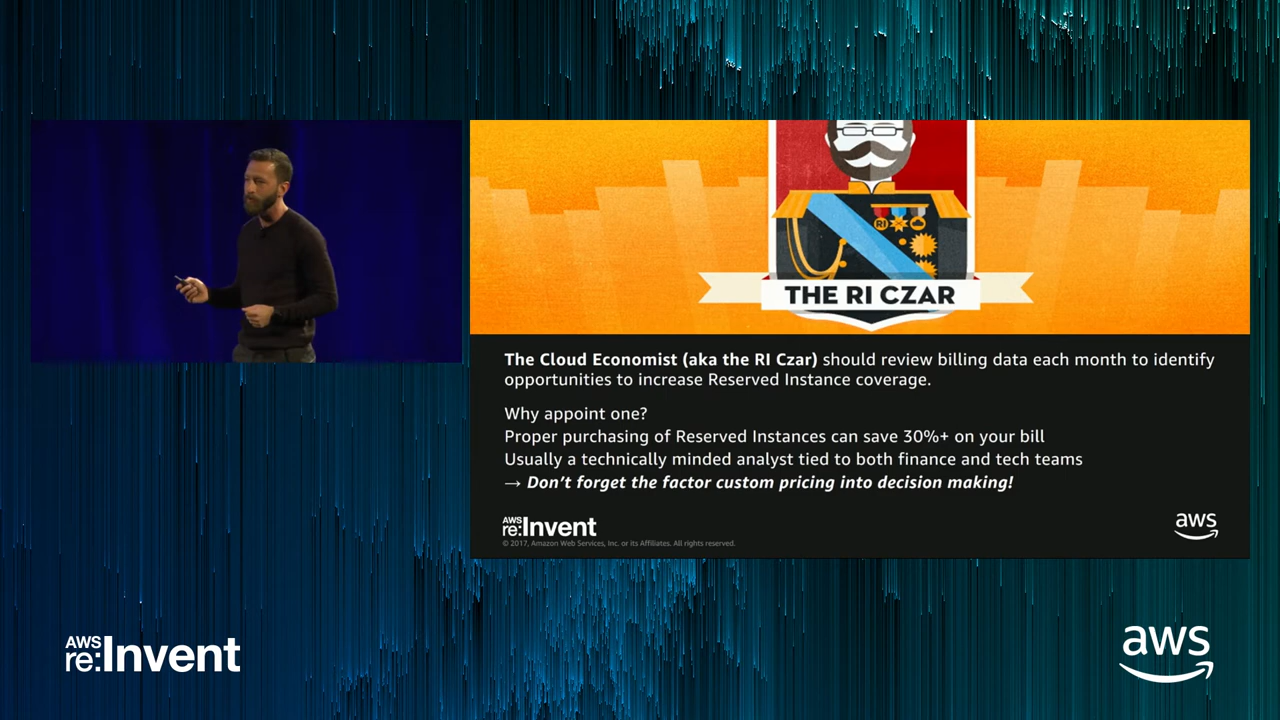 RI
THE RI CZAR
The Cloud Economist (aka the RI Czar) should review billing data each month to identify
opportunities to increase Reserved Instance coverage.
Why appoint one?
Proper purchasing of Reserved Instances can save 30%+ on your bill
Usually a technically minded analyst tied to both finance and tech teams
→ Don't forget the factor custom pricing into decision making!
AWS
re:Invent
aws
© 2017, Amazon Web Services, Inc. or its Affiliates. All rights reserved.
AWS
re:Invent
aws